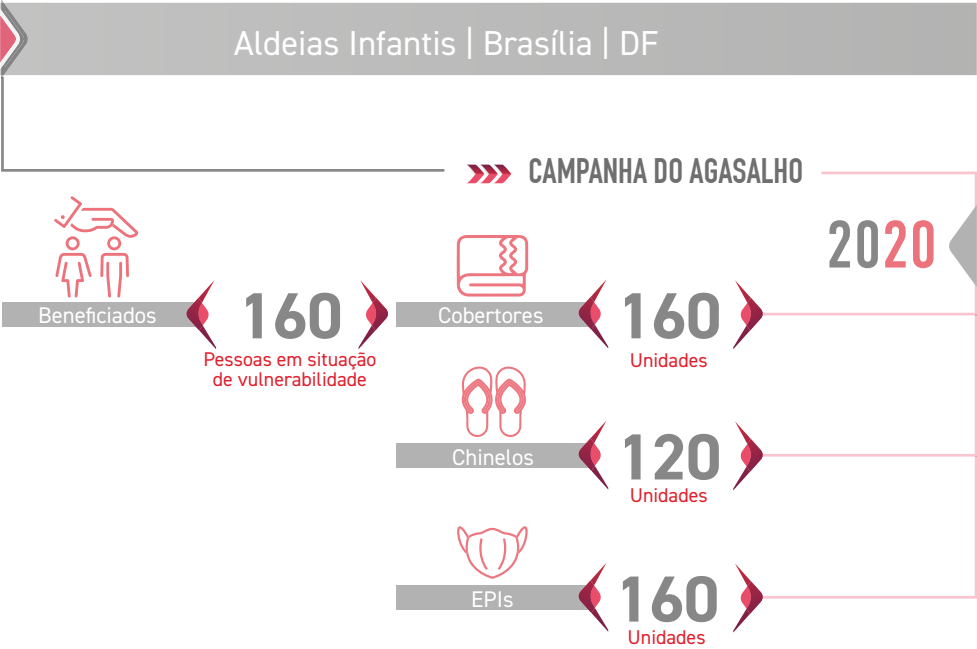 Aldeias Infantis | Brasília | DF
CAMPANHA DO AGASALHO
2020
Beneficiados
160
Pessoas em situação
de vulnerabilidade
Cobertores
160
Unidades
Chinelos
120
Unidades
EPIs
160
Unidades